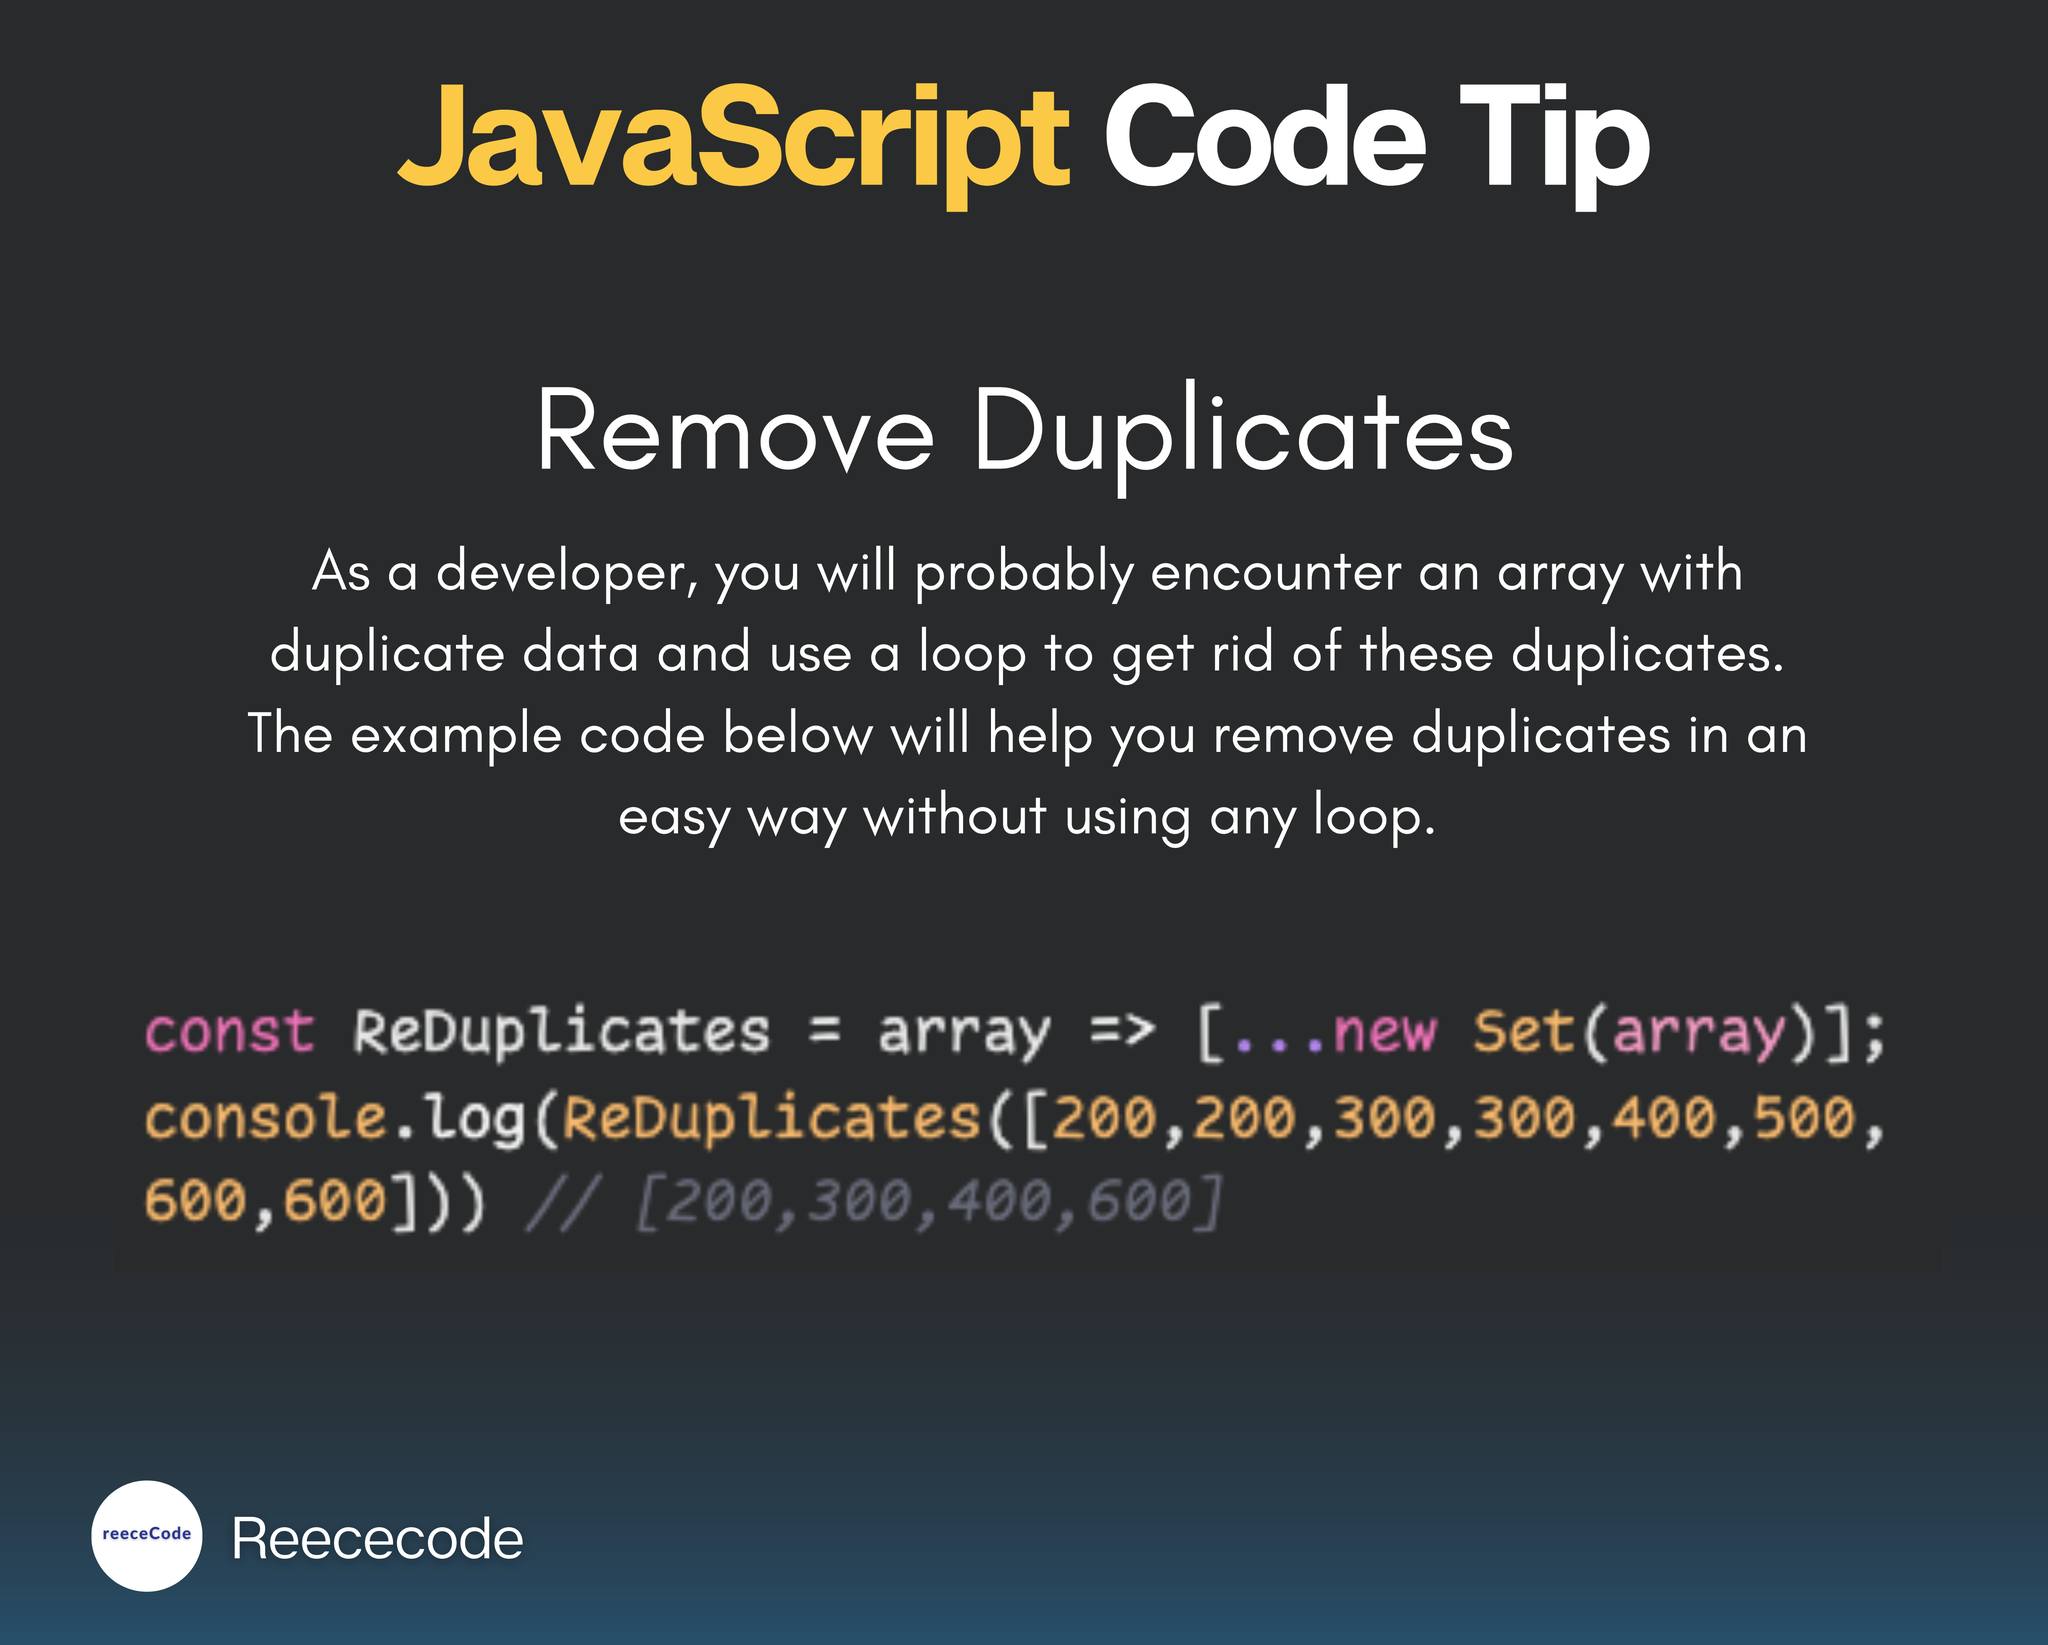 JavaScript Code Tip
Remove Duplicates
As a developer, you will probably encounter an array with
duplicate data and use a loop to get rid of these duplicates.
The example code below will help you remove duplicates in an
easy way without using any loop.
const ReDuplicates = array => [...new Set(array)];
console.log(ReDuplicates([200,200,300,300,400,500,
600,600])) // [200,300,400,600]
reeceCode
Reececode